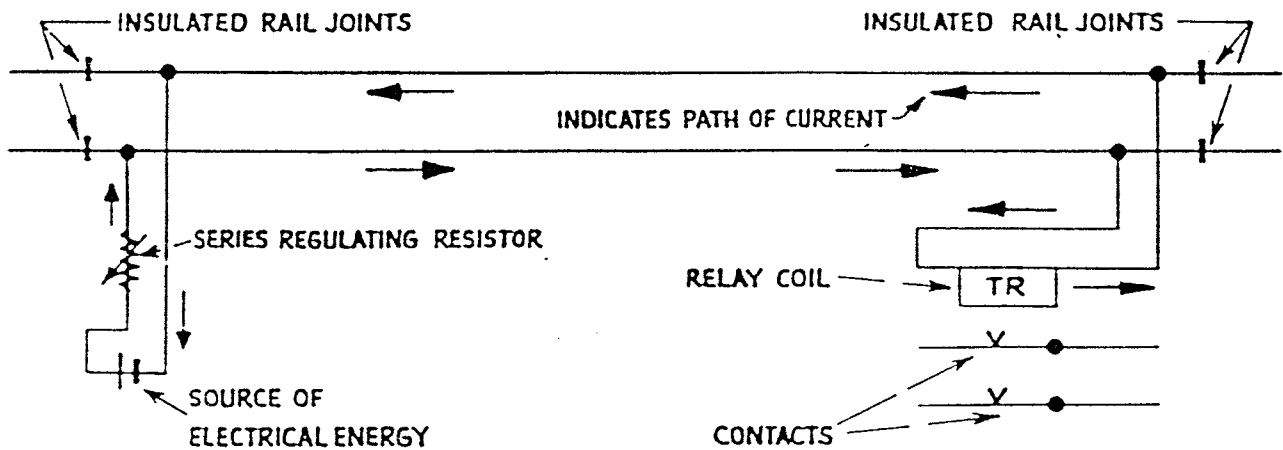 INSULATED RAIL JOINTS
INSULATED RAIL JOINTS
INDICATES PATH OF CURRENT
SERIES REGULATING RESISTOR
RELAY COIL
TR
SOURCE OF
ELECTRICAL ENERGY
CONTACTS